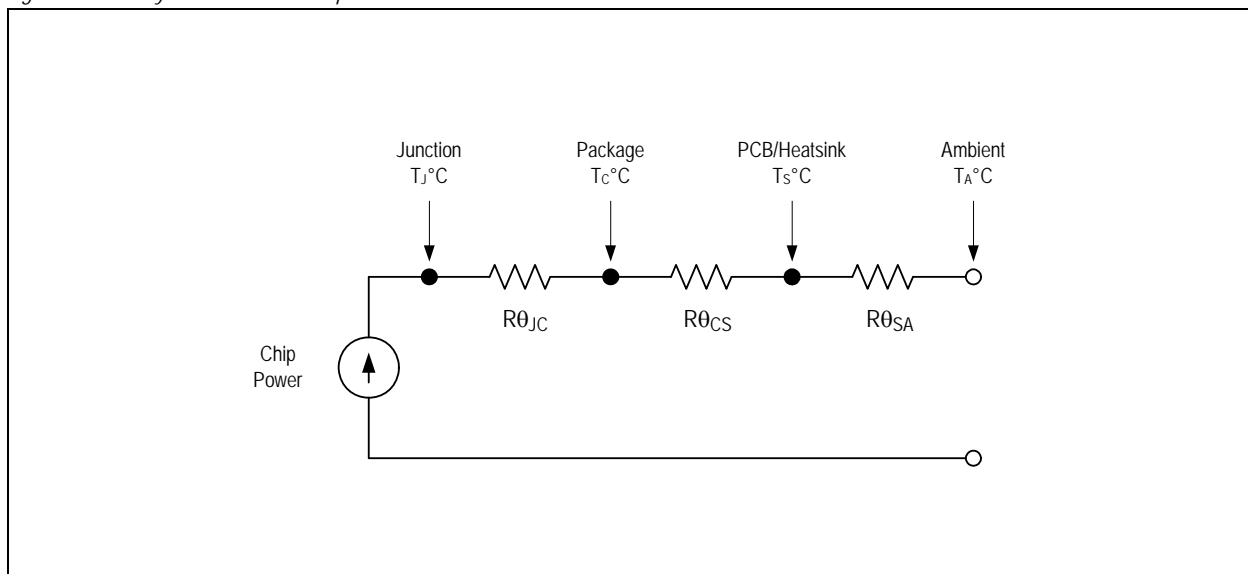 Junction
TJ°C
Package
TC°C
PCB/Heatsink
TS°C
Ambient
TA°C
RθJC
RθCS
RθSA
Chip
Power